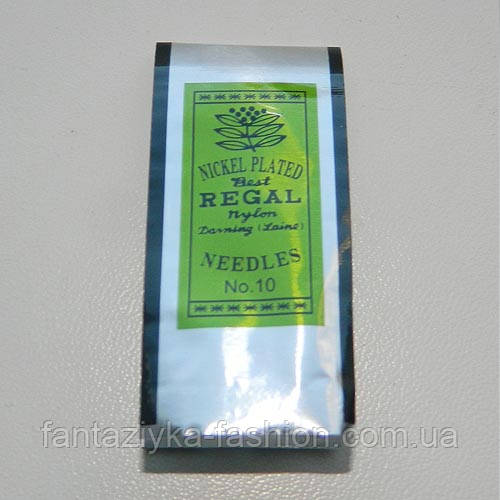 NICKEL PLATED
Best
REGAL
Nylon
Darning (Laine)
NEEDLES
No.10
fantaziyka-fashion.com.ua